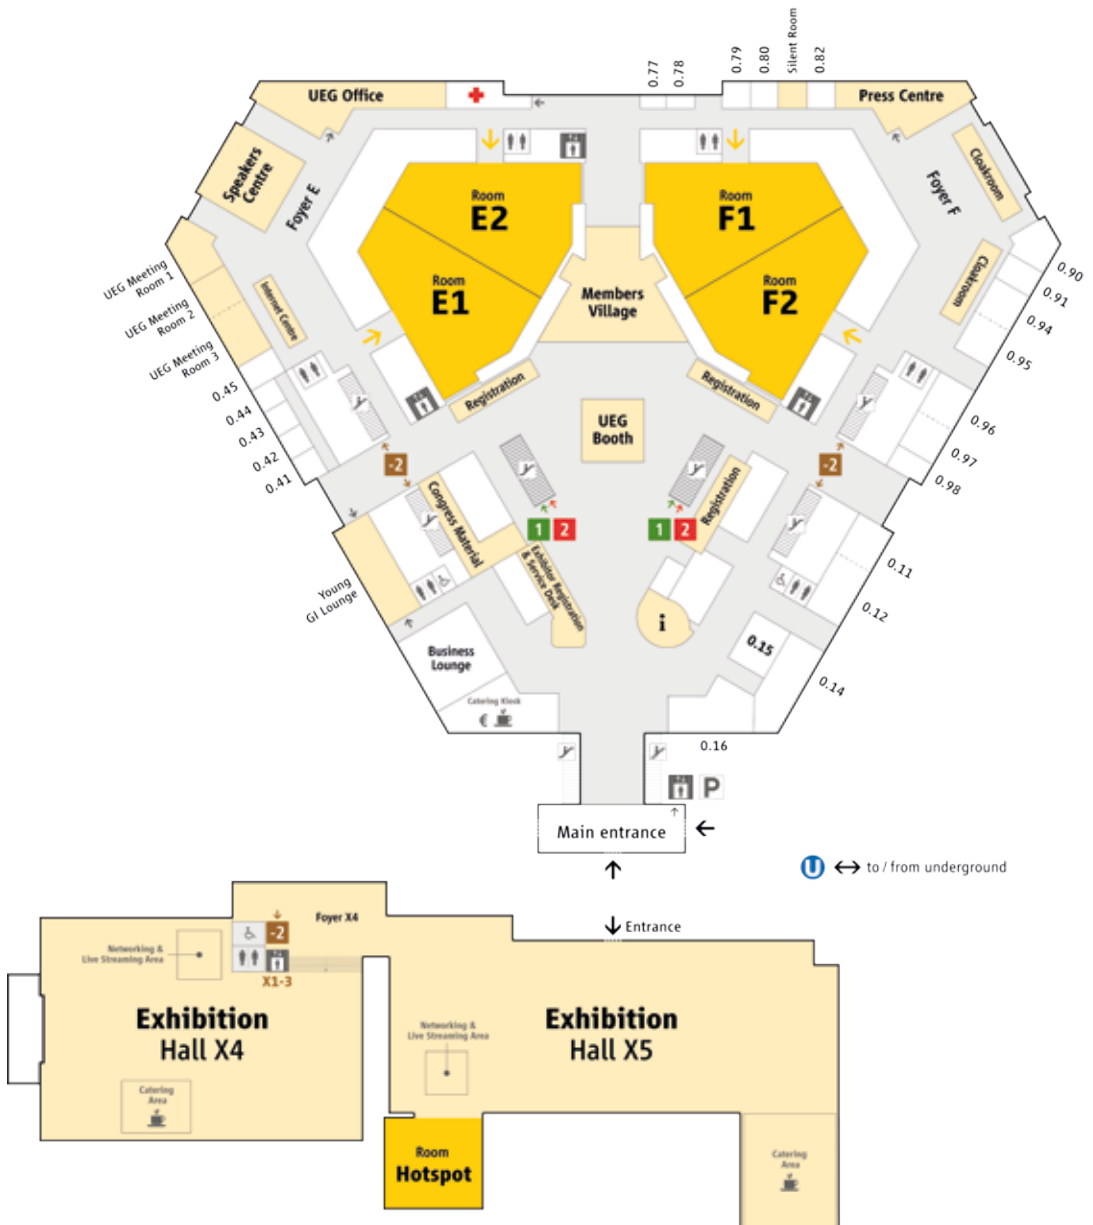 0.77
0.78
0.79
0.80
Silent Room
0.82
UEG Office
Press Centre
Speakers
Centre
Foyer E
Room
E2
Room
F1
Foyer F
Cloakroom
UEG Meeting
Room 1
UEG Meeting
Room 2
UEG Meeting
Room 3
Internet Centre
Room
E1
Members
Village
Room
F2
Cloakroom
0.90
0.91
0.94
0.95
0.45
0.44
0.43
0.42
0.41
Registration
UEG
Booth
Registration
0.96
0.97
0.98
-2
-2
Congress Material
Registration
1
2
1
2
Exhibitor Registration
& Service Desk
Young
GI Lounge
i
0.11
0.12
Business
Lounge
0.15
0.14
Catering Kiosk
€
0.16
P
Main entrance
U
to / from underground
Foyer X4
-2
Entrance
Networking &
Live Streaming Area
X1-3
Exhibition
Hall X4
Exhibition
Hall X5
Networking &
Live Streaming Area
Catering
Area
Room
Hotspot
Catering
Area